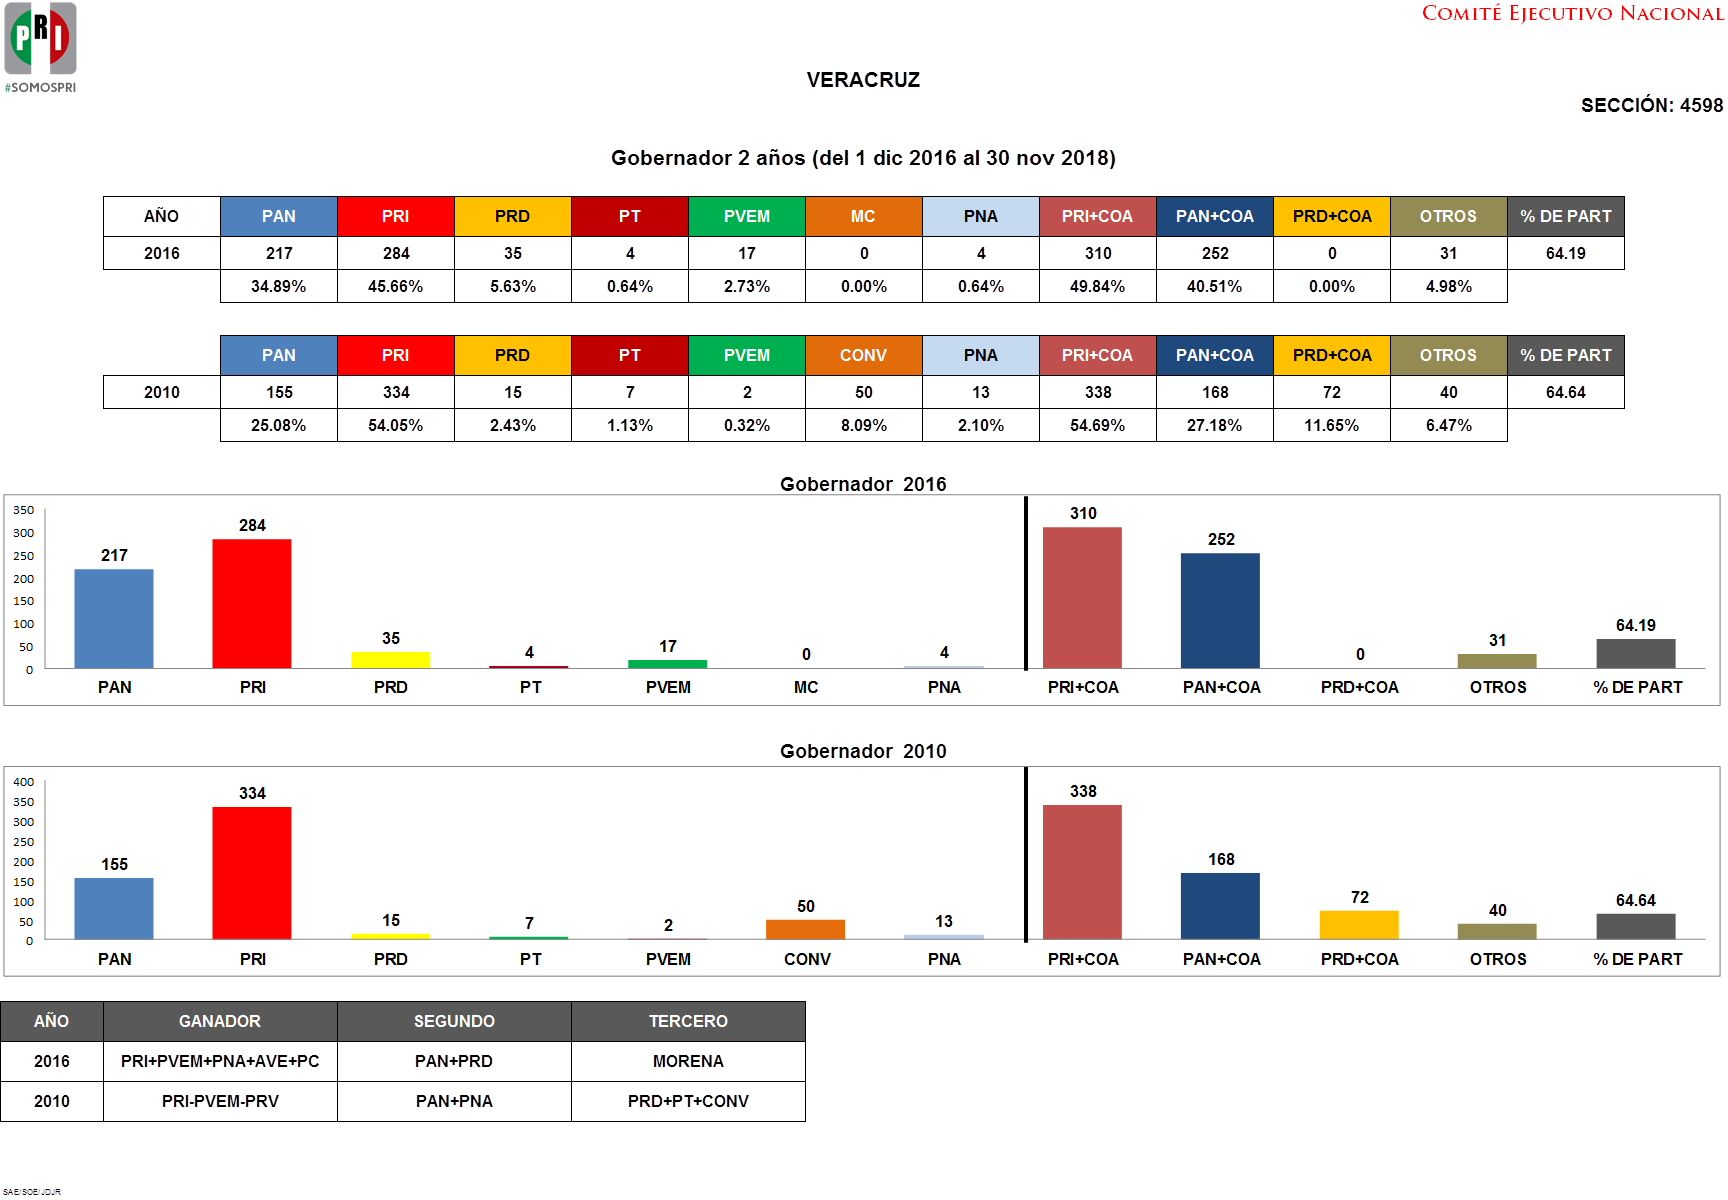 PRI
#SOMOSPRI
COMITÉ EJECUTIVO NACIONAL
VERACRUZ
SECCIÓN: 4598
Gobernador 2 años (del 1 dic 2016 al 30 nov 2018)
AÑO PAN PRI PRD PT PVEM MC PNA PRI+COA PAN+COA PRD+COA OTROS % DE PART
2016 217 284 35 4 17 0 4 310 252 0 31 64.19
34.89% 45.66% 5.63% 0.64% 2.73% 0.00% 0.64% 49.84% 40.51% 0.00% 4.98%
PAN PRI PRD PT PVEM CONV PNA PRI+COA PAN+COA PRD+COA OTROS % DE PART
2010 155 334 15 7 2 50 13 338 168 72 40 64.64
25.08% 54.05% 2.43% 1.13% 0.32% 8.09% 2.10% 54.69% 27.18% 11.65% 6.47%
Gobernador 2016
350
300
250
200
150
100
50
0
217 284 35 4 17 0 4 310 252 0 31 64.19
PAN PRI PRD PT PVEM MC PNA PRI+COA PAN+COA PRD+COA OTROS % DE PART
Gobernador 2010
400
350
300
250
200
150
100
50
0
155 334 15 7 2 50 13 338 168 72 40 64.64
PAN PRI PRD PT PVEM CONV PNA PRI+COA PAN+COA PRD+COA OTROS % DE PART
AÑO GANADOR SEGUNDO TERCERO
2016 PRI+PVEM+PNA+AVE+PC PAN+PRD MORENA
2010 PRI-PVEM-PRV PAN+PNA PRD+PT+CONV
SAE/SOE/JDJR